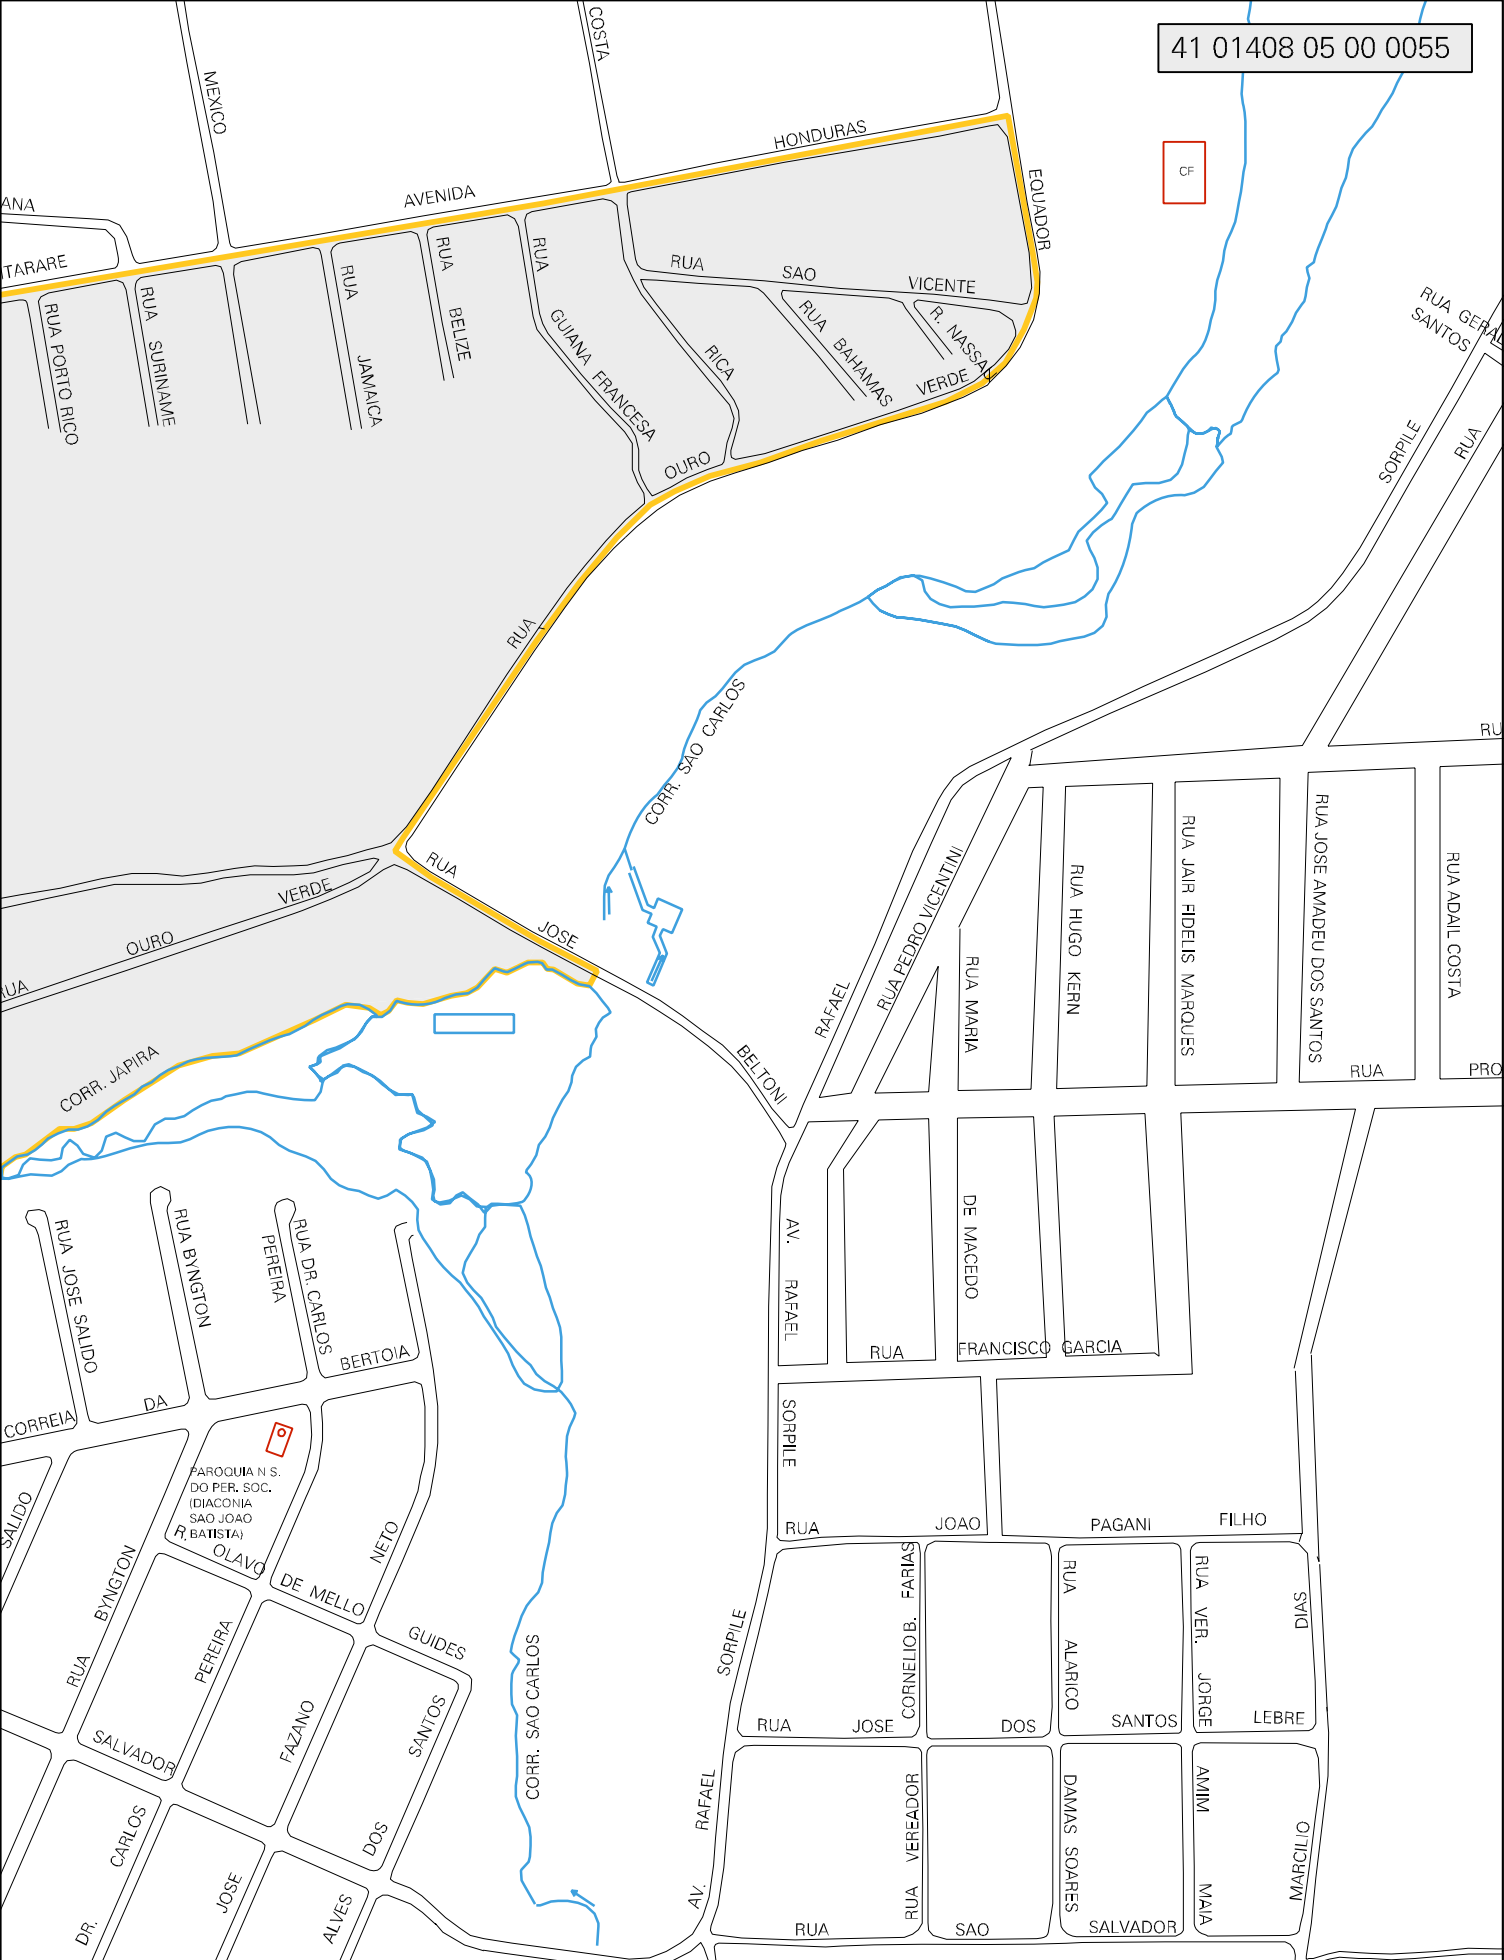 41 01408 05 00 0055
MEXICO
COSTA
AVENIDA
HONDURAS
EQUADOR
CF
ANA
ITARARE
RUA PORTO RICO
RUA SURINAME
RUA JAMAICA
RUA BELIZE
RUA GUIANA FRANCESA
RICA
RUA SAO VICENTE
RUA BAHAMAS
R. NASSAU
RUA OURO VERDE
RUA GERAL
SANTOS
SORPILE
RUA
RU
CORR. SAO CARLOS
RUA JOSE BELTONI
RUA OURO VERDE
CORR. JAPIRA
RAFAEL
RUA PEDRO VICENTINI
RUA MARIA
DE MACEDO
RUA HUGO KERN
RUA JAIR FIDELIS MARQUES
RUA JOSE AMADEU DOS SANTOS
RUA ADAIL COSTA
RUA
PRO
RUA JOSE SALIDO
RUA BYNGTON
RUA DR. CARLOS
PEREIRA
CORREIA DA
BERTOIA
AV. RAFAEL
SORPILE
RUA FRANCISCO GARCIA
PAROQUIA N S.
DO PER. SOC.
(DIACONIA
SAO JOAO
BATISTA)
R. OLAVO DE MELLO
GUIDES
NETO
SALIDO
RUA BYNGTON
PEREIRA
SALVADOR
FAZANO
SANTOS
DOS
ALVES
JOSE
DR. CARLOS
CORR. SAO CARLOS
AV. RAFAEL SORPILE
RUA JOAO PAGANI FILHO
CORNELIO B. FARIAS
RUA VEREADOR
RUA ALARICO
DAMAS SOARES
RUA VER. JORGE
AMIM MAIA
DIAS
MARCILIO
RUA JOSE DOS SANTOS LEBRE
RUA SAO SALVADOR